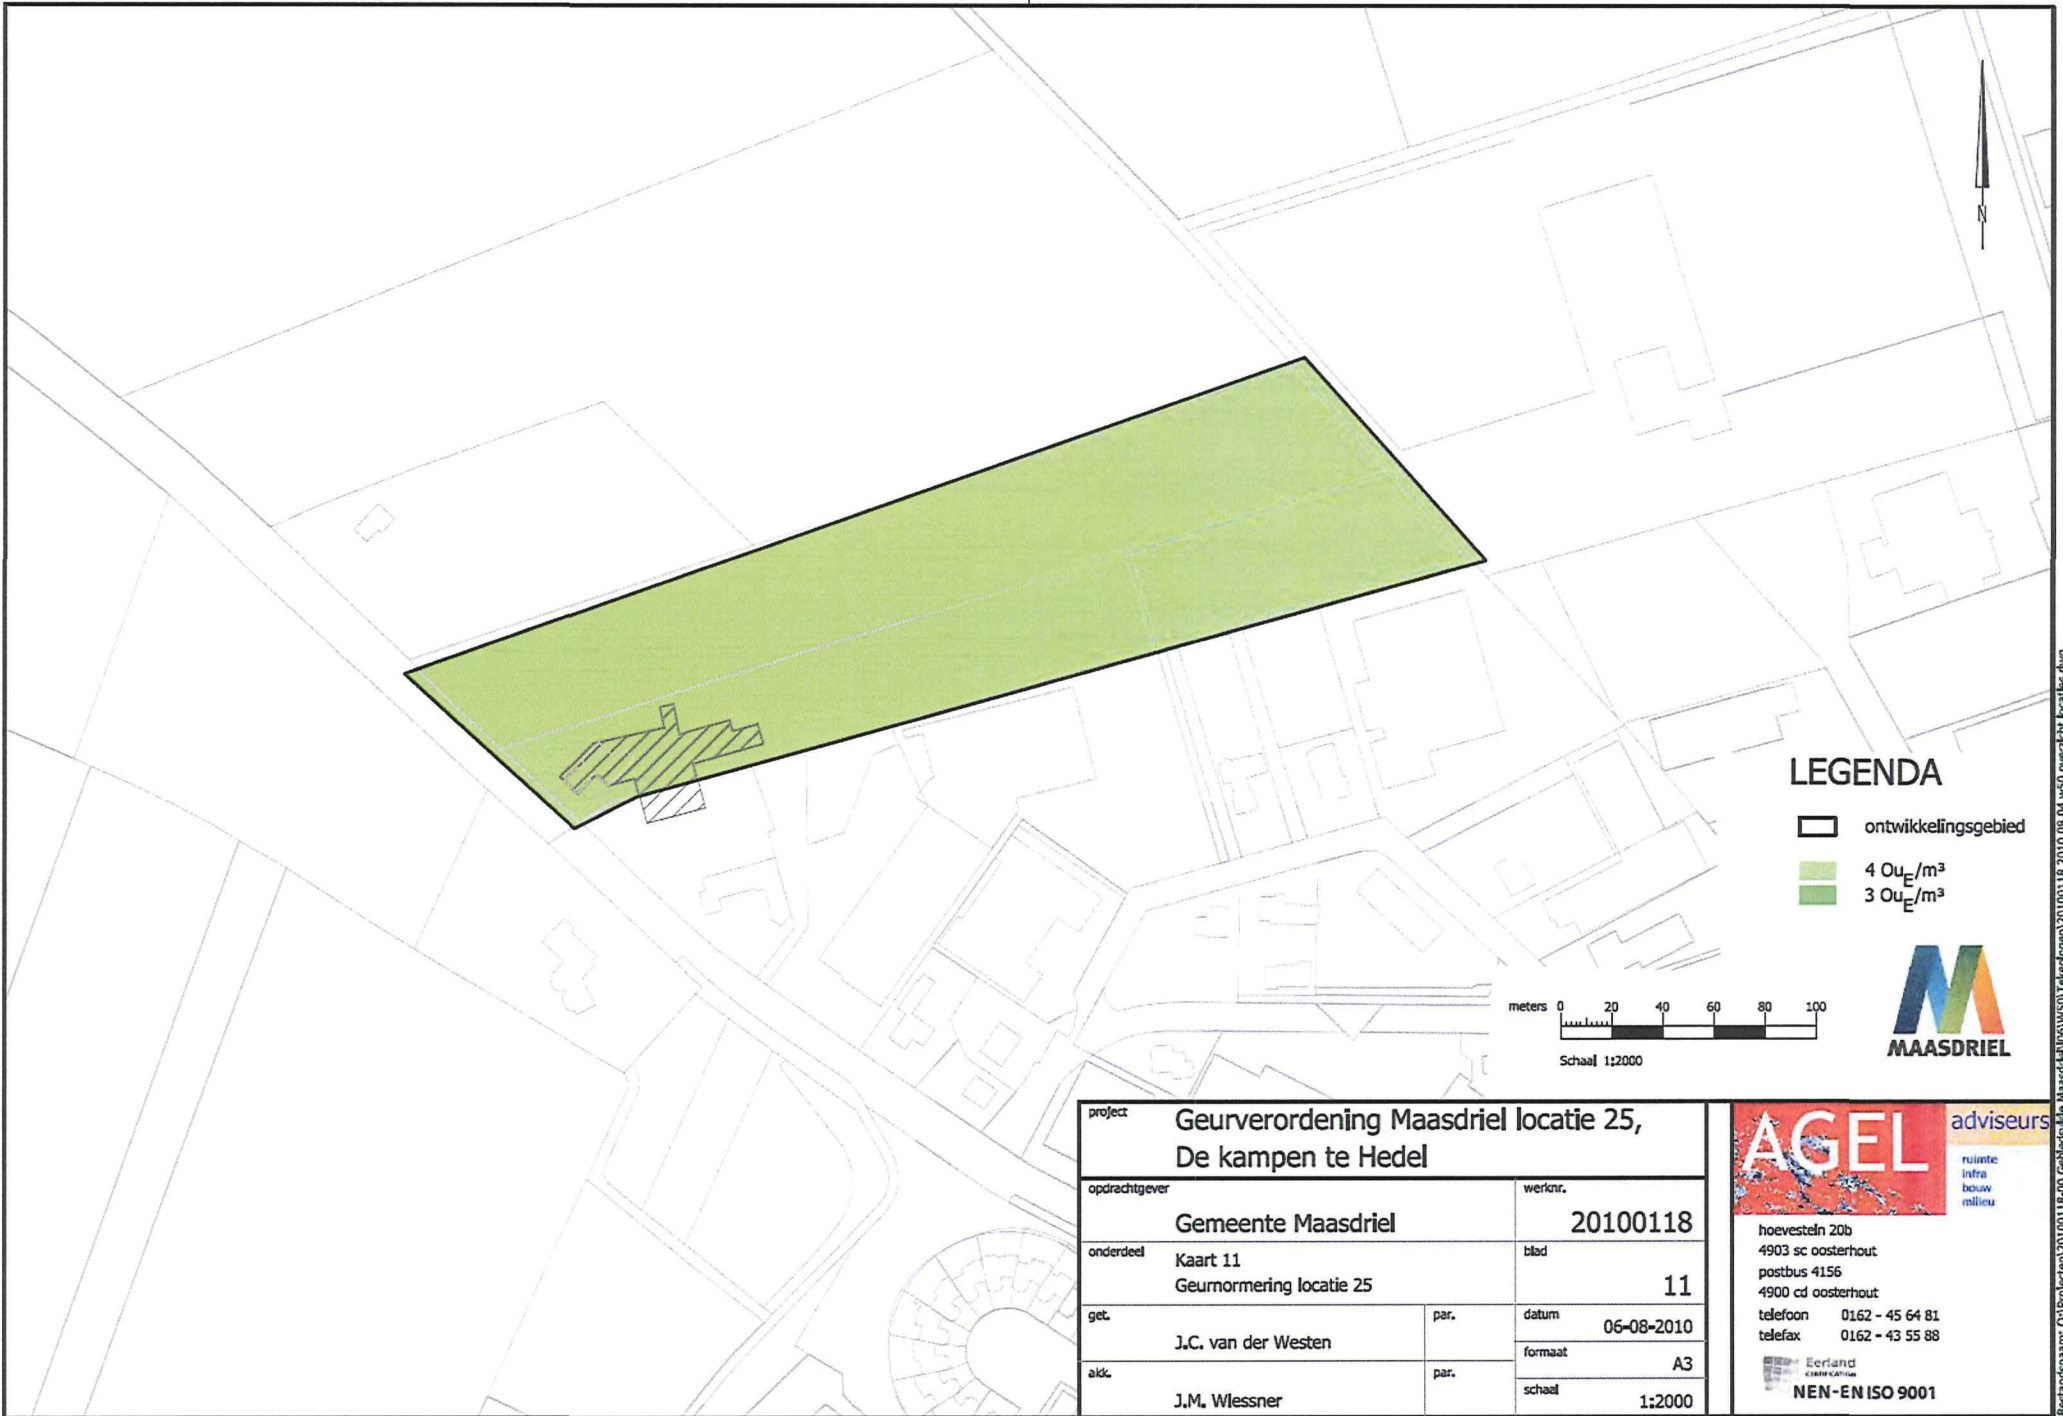 N
LEGENDA
ontwikkelingsgebied
4 OuE/m³
3 OuE/m³
meters 0 20 40 60 80 100
Schaal 1:2000
MAASDRIEL
project Geurverordening Maasdriel locatie 25,
De kampen te Hedel
opdrachtgever werknr.
Gemeente Maasdriel 20100118
onderdeel Kaart 11 blad
Geurnormering locatie 25 11
get. par. datum
J.C. van der Westen 06-08-2010
formaat
A3
akk. par. schaal
J.M. Wiessner 1:2000
AGEL adviseurs
ruimte
infra
bouw
milieu
hoevestein 20b
4903 sc oosterhout
postbus 4156
4900 cd oosterhout
telefoon 0162 - 45 64 81
telefax 0162 - 43 55 88
Eerland
CERTIFICATION
NEN-EN ISO 9001